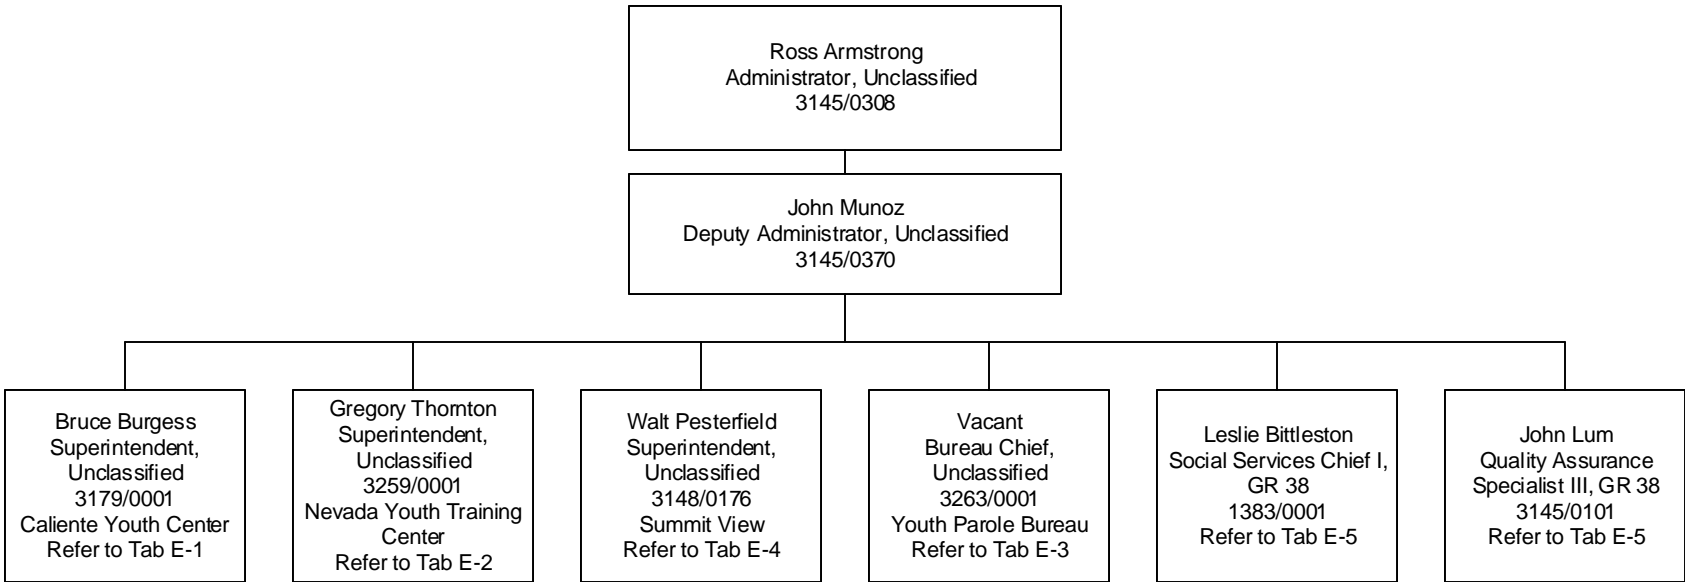 Ross Armstrong
Administrator, Unclassified
3145/0308
John Munoz
Deputy Administrator, Unclassified
3145/0370
Bruce Burgess
Superintendent,
Unclassified
3179/0001
Caliente Youth Center
Refer to Tab E-1
Gregory Thornton
Superintendent,
Unclassified
3259/0001
Nevada Youth Training
Center
Refer to Tab E-2
Walt Pesterfield
Superintendent,
Unclassified
3148/0176
Summit View
Refer to Tab E-4
Vacant
Bureau Chief,
Unclassified
3263/0001
Youth Parole Bureau
Refer to Tab E-3
Leslie Bittleston
Social Services Chief I,
GR 38
1383/0001
Refer to Tab E-5
John Lum
Quality Assurance
Specialist III, GR 38
3145/0101
Refer to Tab E-5